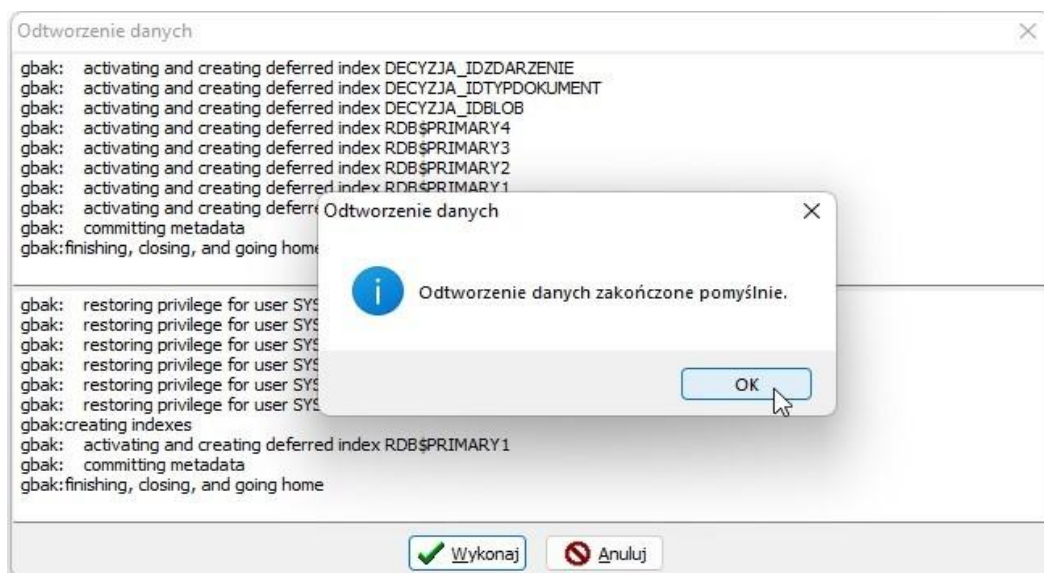 Odtworzenie danych
gbak: activating and creating deferred index DECYZJA_IDZDARZENIE
gbak: activating and creating deferred index DECYZJA_IDTYPDOKUMENT
gbak: activating and creating deferred index DECYZJA_IDBLOB
gbak: activating and creating deferred index RDB$PRIMARY4
gbak: activating and creating deferred index RDB$PRIMARY3
gbak: activating and creating deferred index RDB$PRIMARY2
gbak: activating and creating deferred index RDB$PRIMARY1
gbak: activating and creating deferre
gbak: committing metadata
gbak:finishing, closing, and going home
Odtworzenie danych
Odtworzenie danych zakończone pomyślnie.
OK
gbak: restoring privilege for user SYS
gbak: restoring privilege for user SYS
gbak: restoring privilege for user SYS
gbak: restoring privilege for user SYS
gbak: restoring privilege for user SYS
gbak: restoring privilege for user SYS
gbak:creating indexes
gbak: activating and creating deferred index RDB$PRIMARY1
gbak: committing metadata
gbak:finishing, closing, and going home
Wykonaj
Anuluj